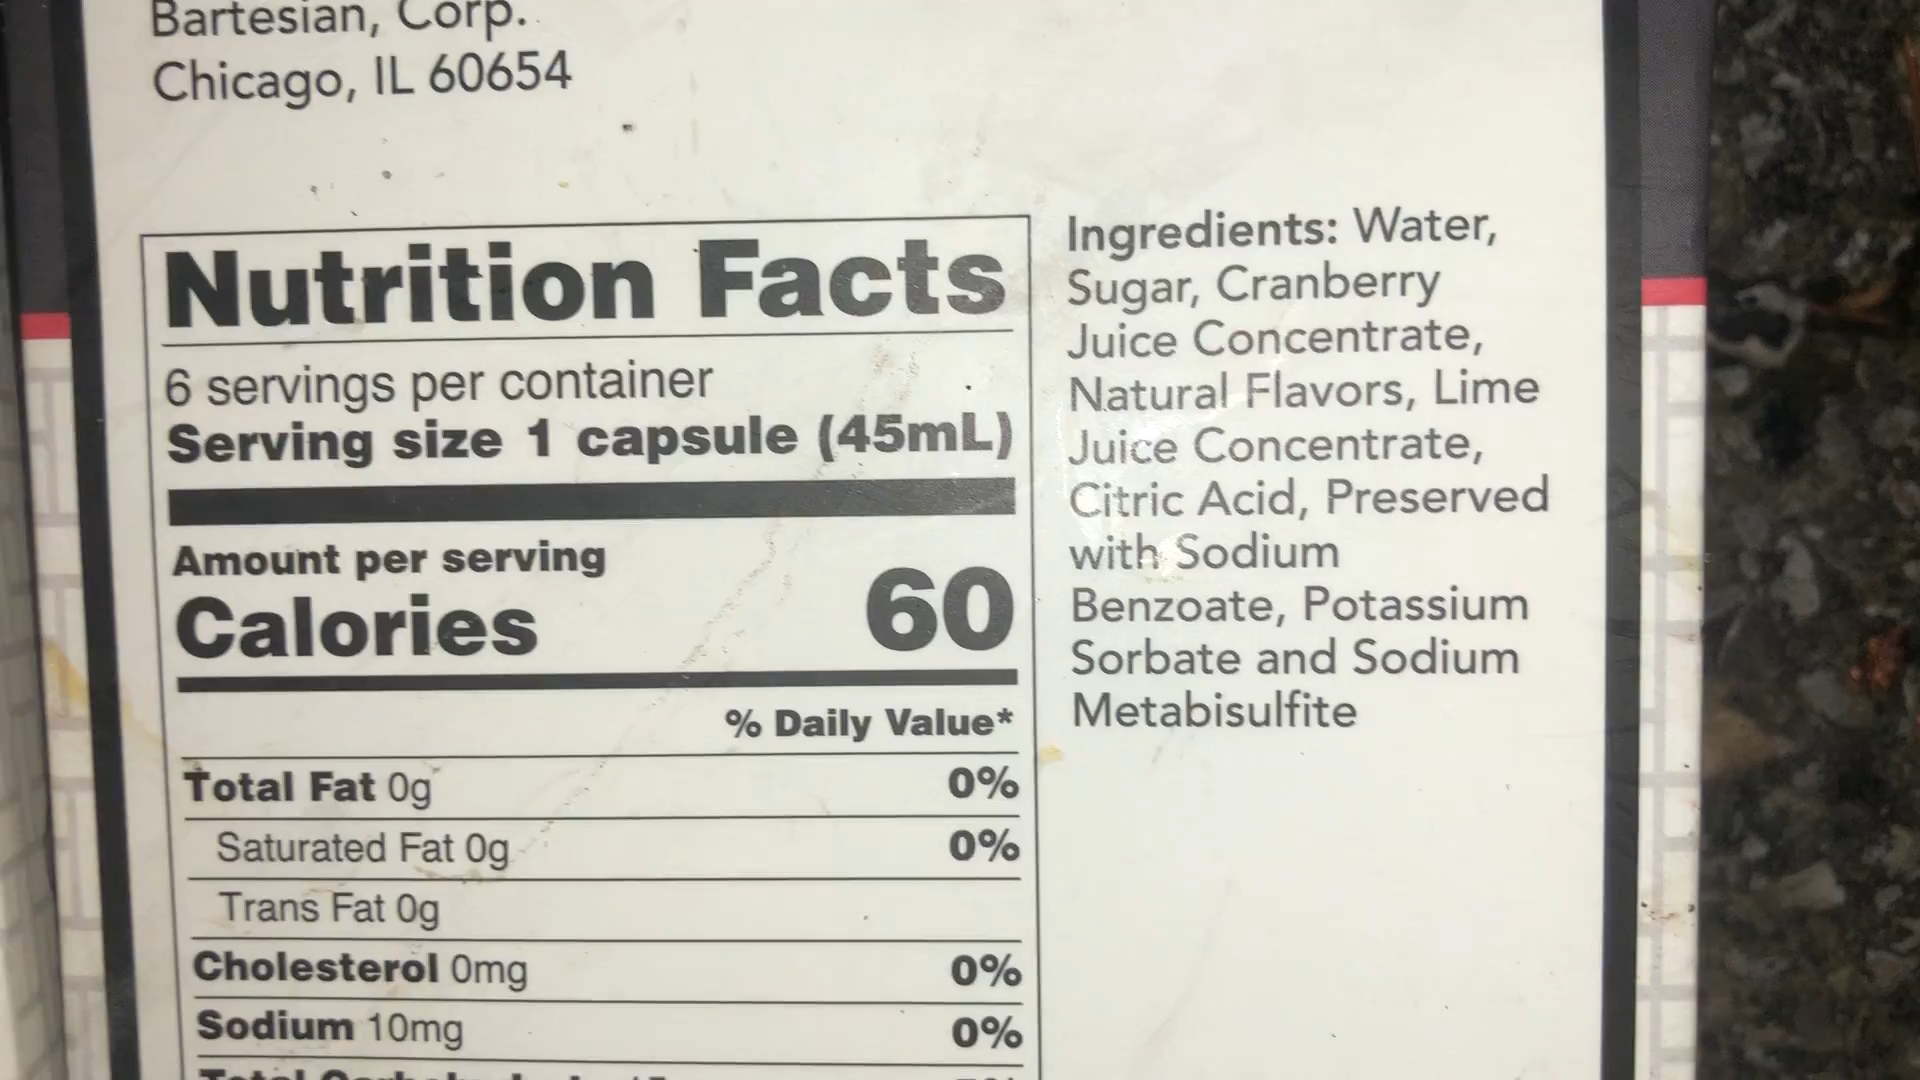 Bartesian, Corp.
Chicago, IL 60654
Nutrition Facts
6 servings per container
Serving size 1 capsule (45mL)
Amount per serving
Calories 60
% Daily Value*
Total Fat 0g 0%
Saturated Fat 0g 0%
Trans Fat 0g
Cholesterol 0mg 0%
Sodium 10mg 0%
Ingredients: Water,
Sugar, Cranberry
Juice Concentrate,
Natural Flavors, Lime
Juice Concentrate,
Citric Acid, Preserved
with Sodium
Benzoate, Potassium
Sorbate and Sodium
Metabisulfite